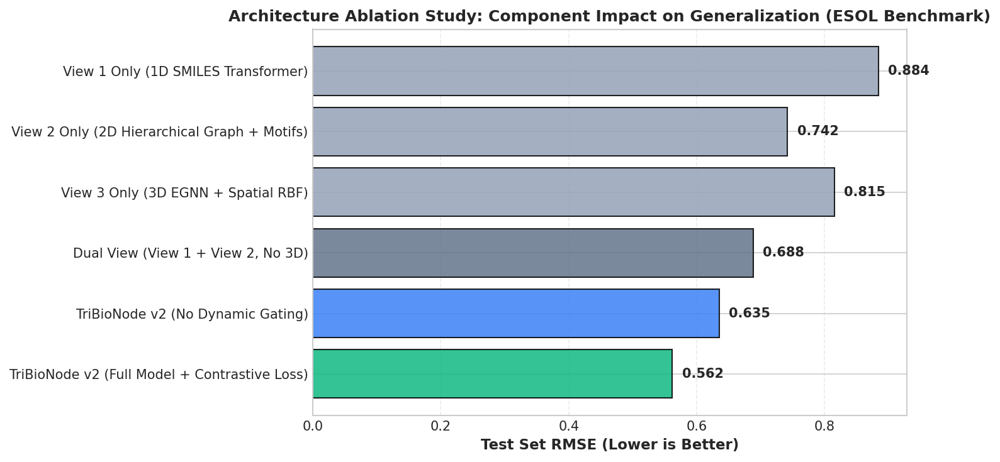 Architecture Ablation Study: Component Impact on Generalization (ESOL Benchmark)
View 1 Only (1D SMILES Transformer)
0.884
View 2 Only (2D Hierarchical Graph + Motifs)
0.742
View 3 Only (3D EGNN + Spatial RBF)
0.815
Dual View (View 1 + View 2, No 3D)
0.688
TriBioNode v2 (No Dynamic Gating)
0.635
TriBioNode v2 (Full Model + Contrastive Loss)
0.562
0.0 0.2 0.4 0.6 0.8
Test Set RMSE (Lower is Better)